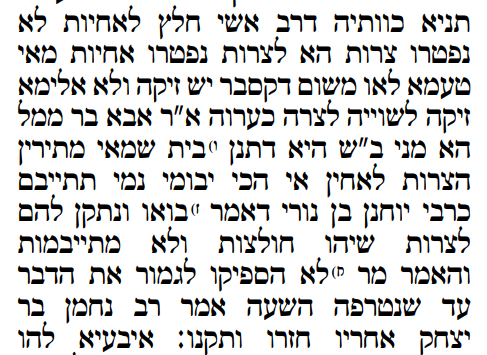 תניא כוותיה דרב אשי חלץ לאחיות לא
נפטרו צרות הא לצרות נפטרו אחיות מאי
טעמא לאו משום דקסבר יש זיקה ולא אלימא
זיקה לשוייה לצרה כערוה א״ר אבא בר ממל
הא מני ב״ש היא דתנן ו)בית שמאי מתירין
הצרות לאחין אי הכי יבומי נמי תתייבם
כרבי יוחנן בן נורי דאמר ז)בואו ונתקן להם
לצרות שיהו חולצות ולא מתייבמות
והאמר מר ח)לא הספיקו לגמור את הדבר
עד שנטרפה השעה אמר רב נחמן בר
יצחק אחריו חזרו ותקנו: איבעיא להו